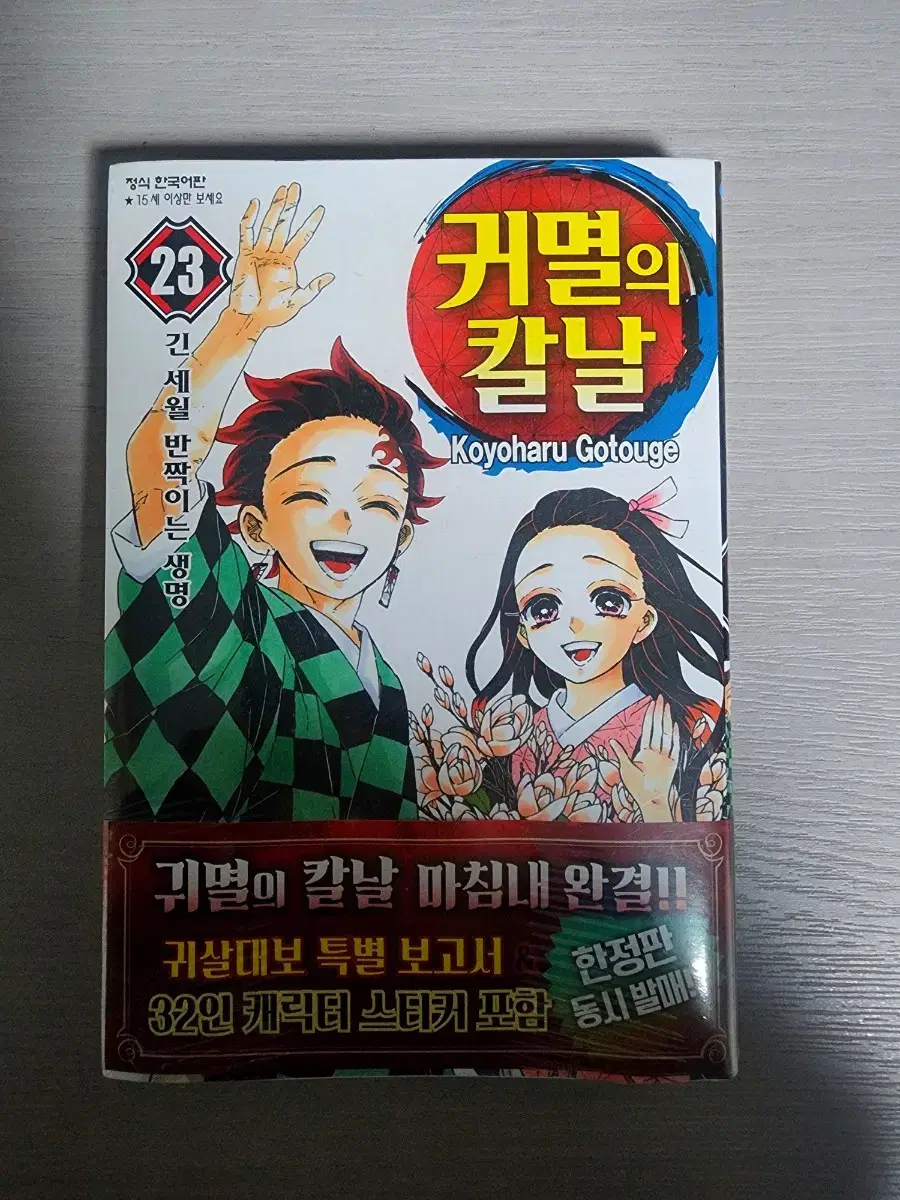 정식 한국어판
★15세 이상만 보세요
23
긴 세월 반짝이는 생명
귀멸의
칼날
Koyoharu Gotouge
귀멸의 칼날 마침내 완결!!
귀살대보 특별 보고서
32인 캐릭터 스티커 포함
한정판
동시 발매!